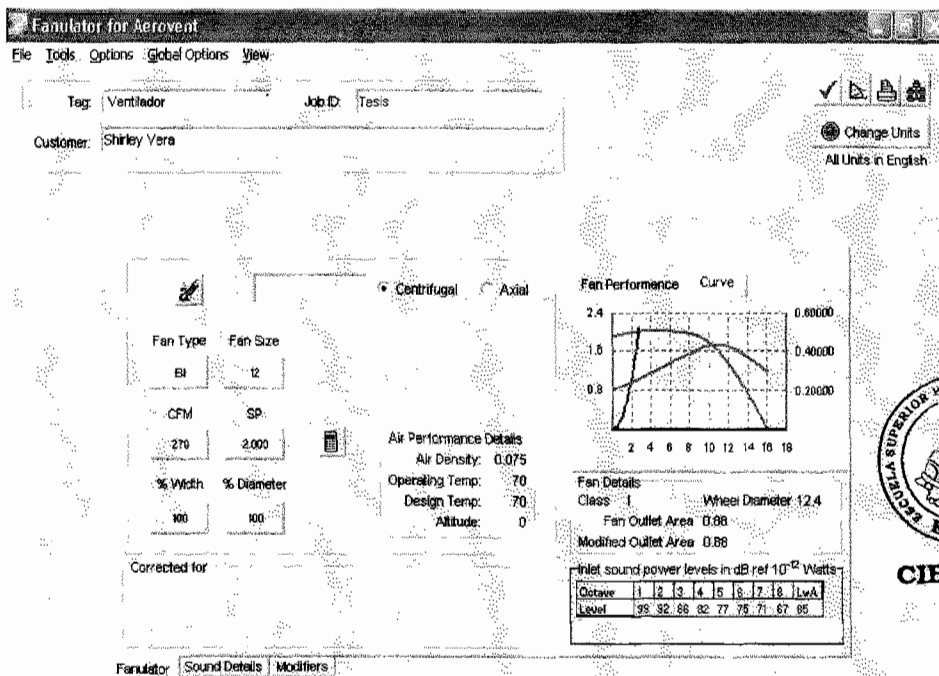 Fanulator for Aerovent
File Tools Options Global Options View
Tag: Ventilador Job ID: Tesis
Customer: Shirley Vera
Change Units
All Units in English
Centrifugal Axial
Fan Type Fan Size
BI 12
CFM SP
270 2.000
% Width % Diameter
100 100
Corrected for
Air Performance Details
Air Density: 0.075
Operating Temp: 70
Design Temp: 70
Altitude: 0
Fan Performance Curve
2.4 0.60000
1.6 0.40000
0.8 0.20000
2 4 6 8 10 12 14 16 18
Fan Details
Class I Wheel Diameter 12.4
Fan Outlet Area 0.88
Modified Outlet Area 0.88
Inlet sound power levels in dB ref 10⁻¹² Watts
Octave 1 2 3 4 5 6 7 8 LwA
Level 92 86 82 77 75 71 67 85
Fanulator Sound Details Modifiers
ESCUELA SUPERIOR